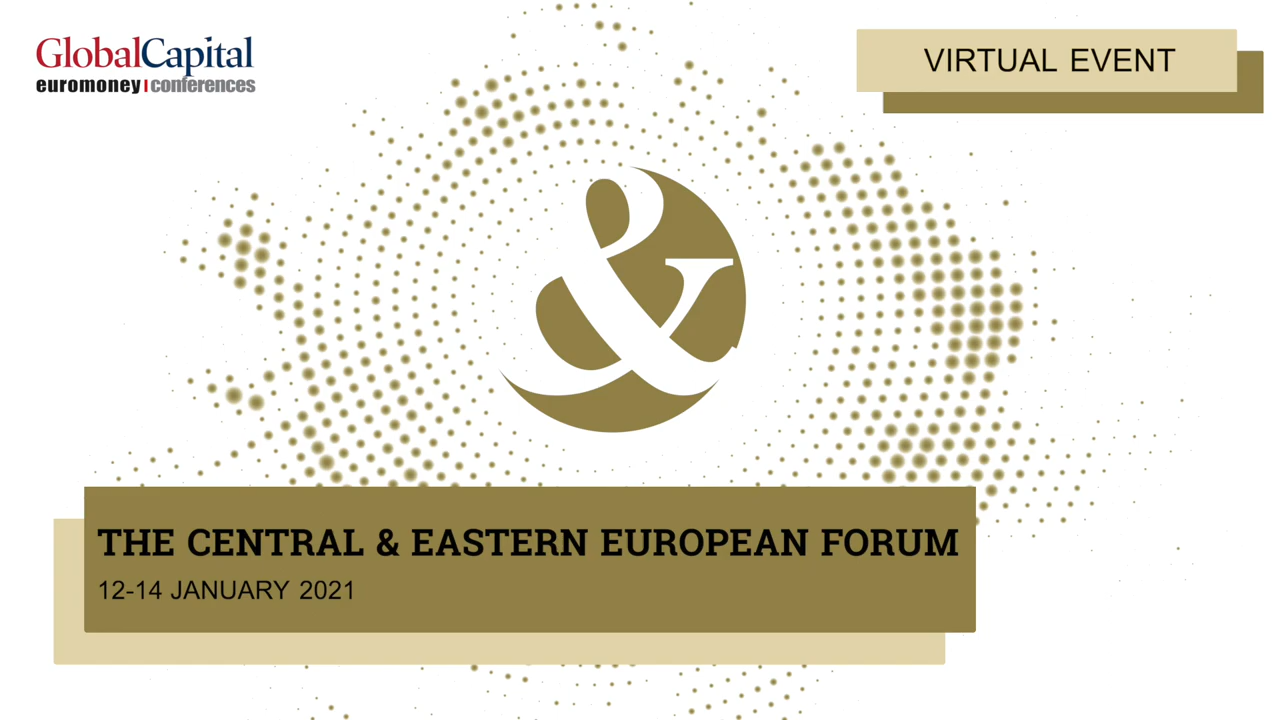 GlobalCapital
euromoney conferences
VIRTUAL EVENT
&
THE CENTRAL & EASTERN EUROPEAN FORUM
12-14 JANUARY 2021